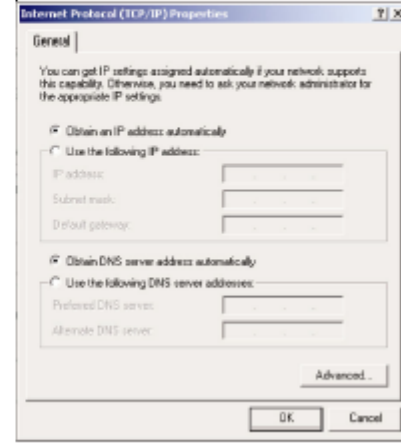 Internet Protocol (TCP/IP) Properties
? ×
General
You can get IP settings assigned automatically if your network supports
this capability. Otherwise, you need to ask your network administrator for
the appropriate IP settings.
Obtain an IP address automatically
Use the following IP address:
IP address:
Subnet mask:
Default gateway:
Obtain DNS server address automatically
Use the following DNS server addresses:
Preferred DNS server:
Alternate DNS server:
Advanced...
OK
Cancel